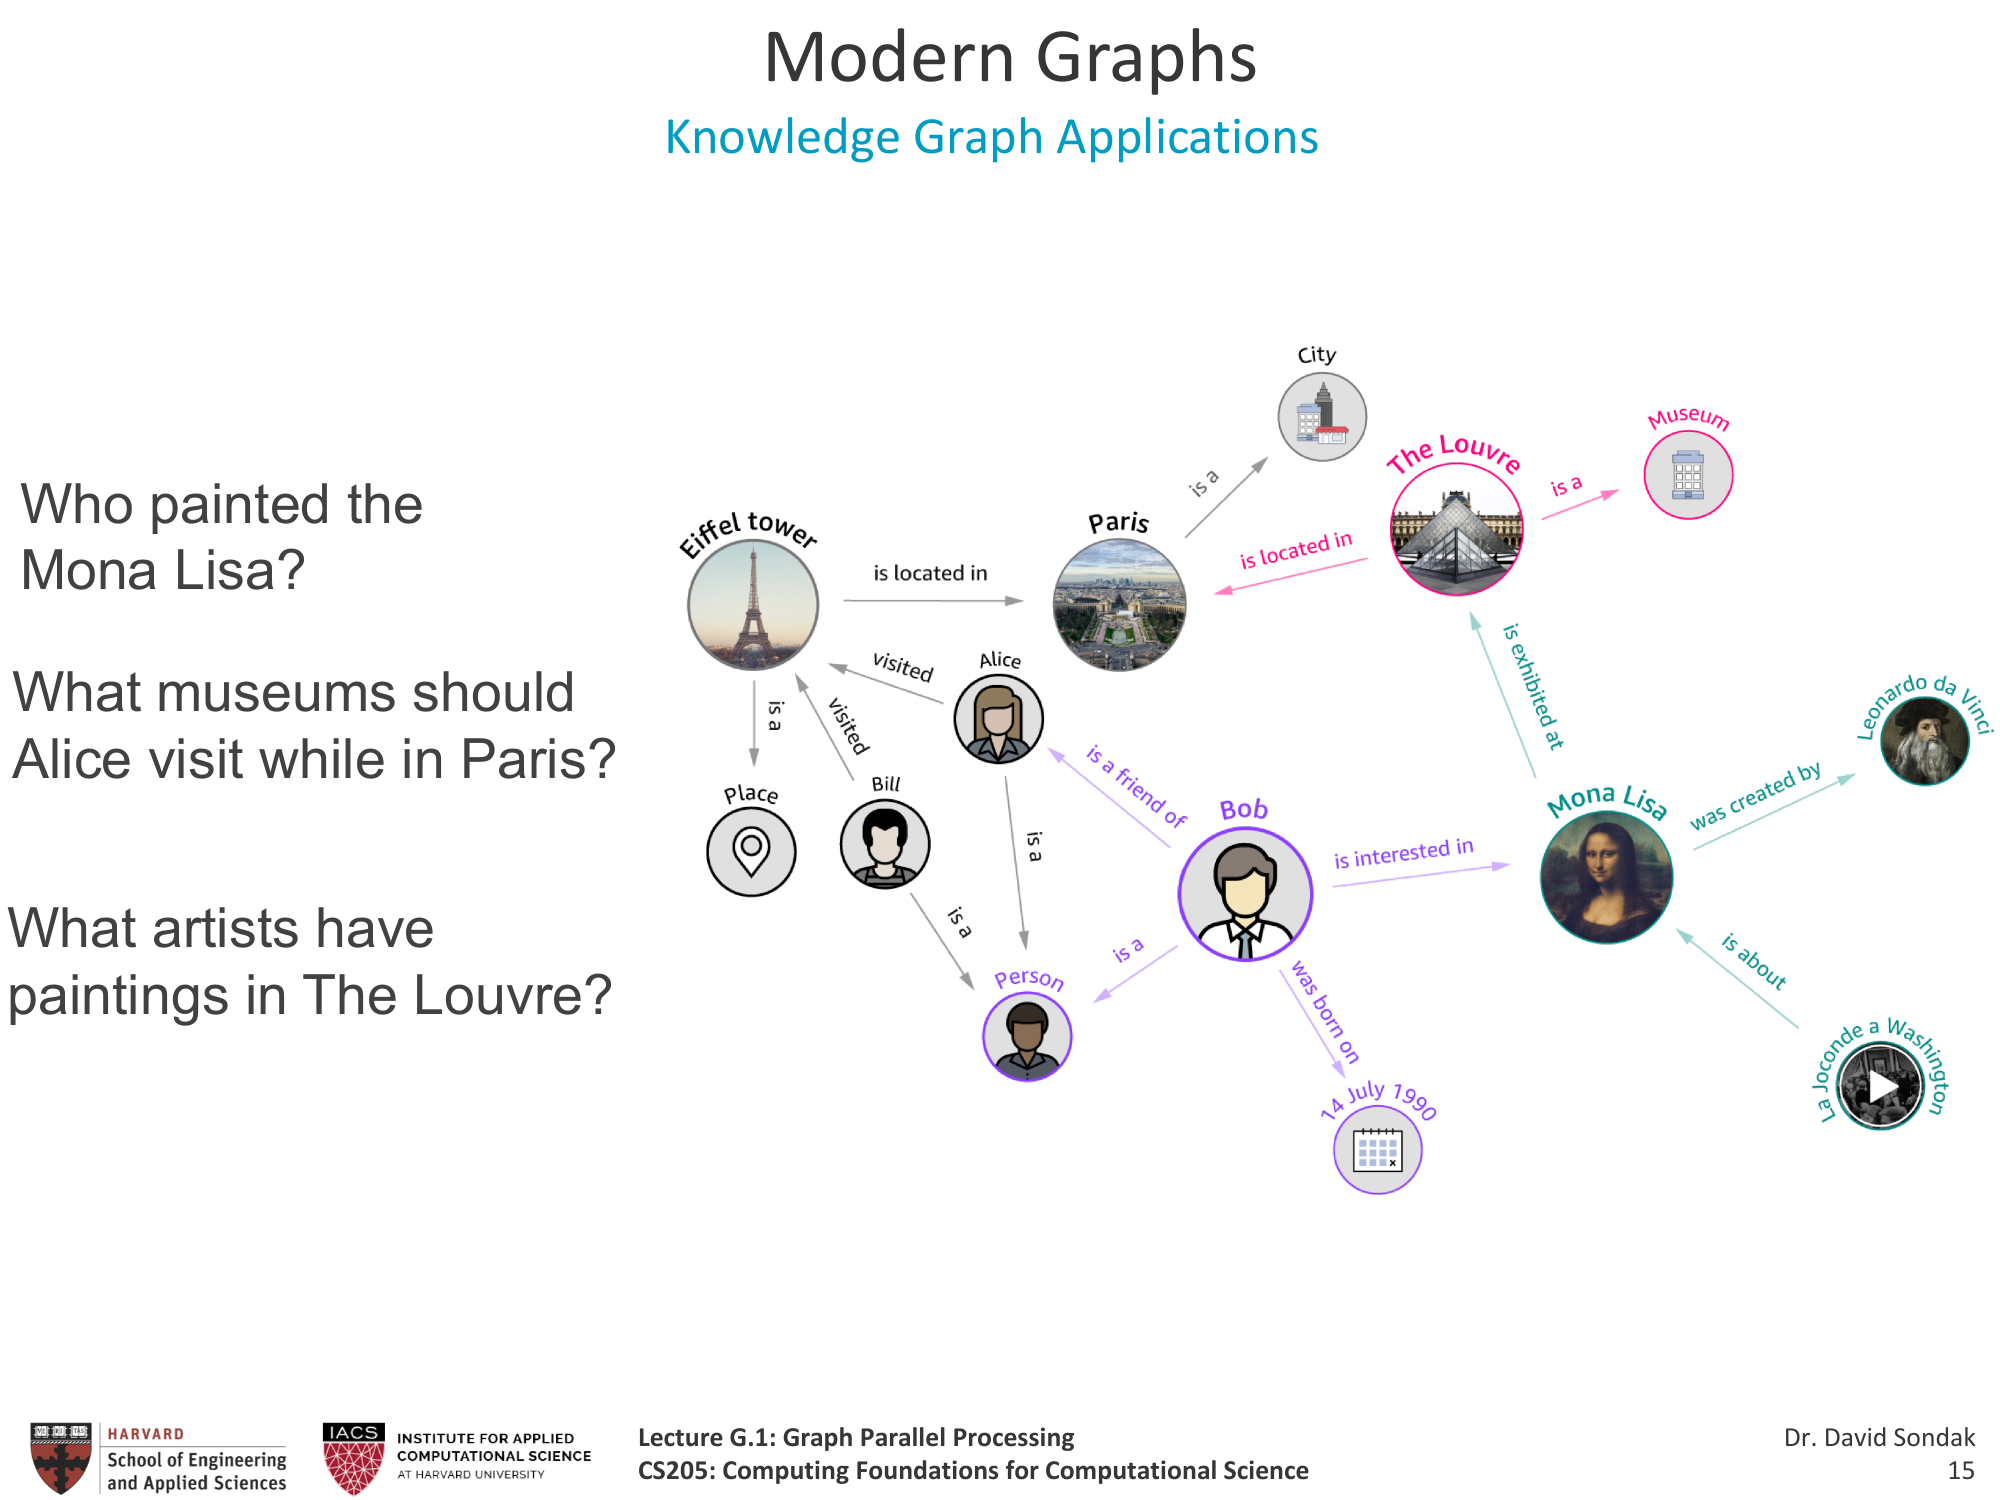 Modern Graphs
Knowledge Graph Applications
Who painted the
Mona Lisa?
What museums should
Alice visit while in Paris?
What artists have
paintings in The Louvre?
City
Museum
The Louvre
is a
is a
Eiffel tower
Paris
is located in
is located in
visited
Alice
is exhibited at
Leonardo da Vinci
is a
visited
is a friend of
Place
Bill
Bob
Mona Lisa
was created by
is a
is interested in
is a
is a
is about
Person
was born on
La Joconde a Washington
14 July 1990
HARVARD
School of Engineering
and Applied Sciences
IACS
INSTITUTE FOR APPLIED
COMPUTATIONAL SCIENCE
AT HARVARD UNIVERSITY
Lecture G.1: Graph Parallel Processing
CS205: Computing Foundations for Computational Science
Dr. David Sondak
15